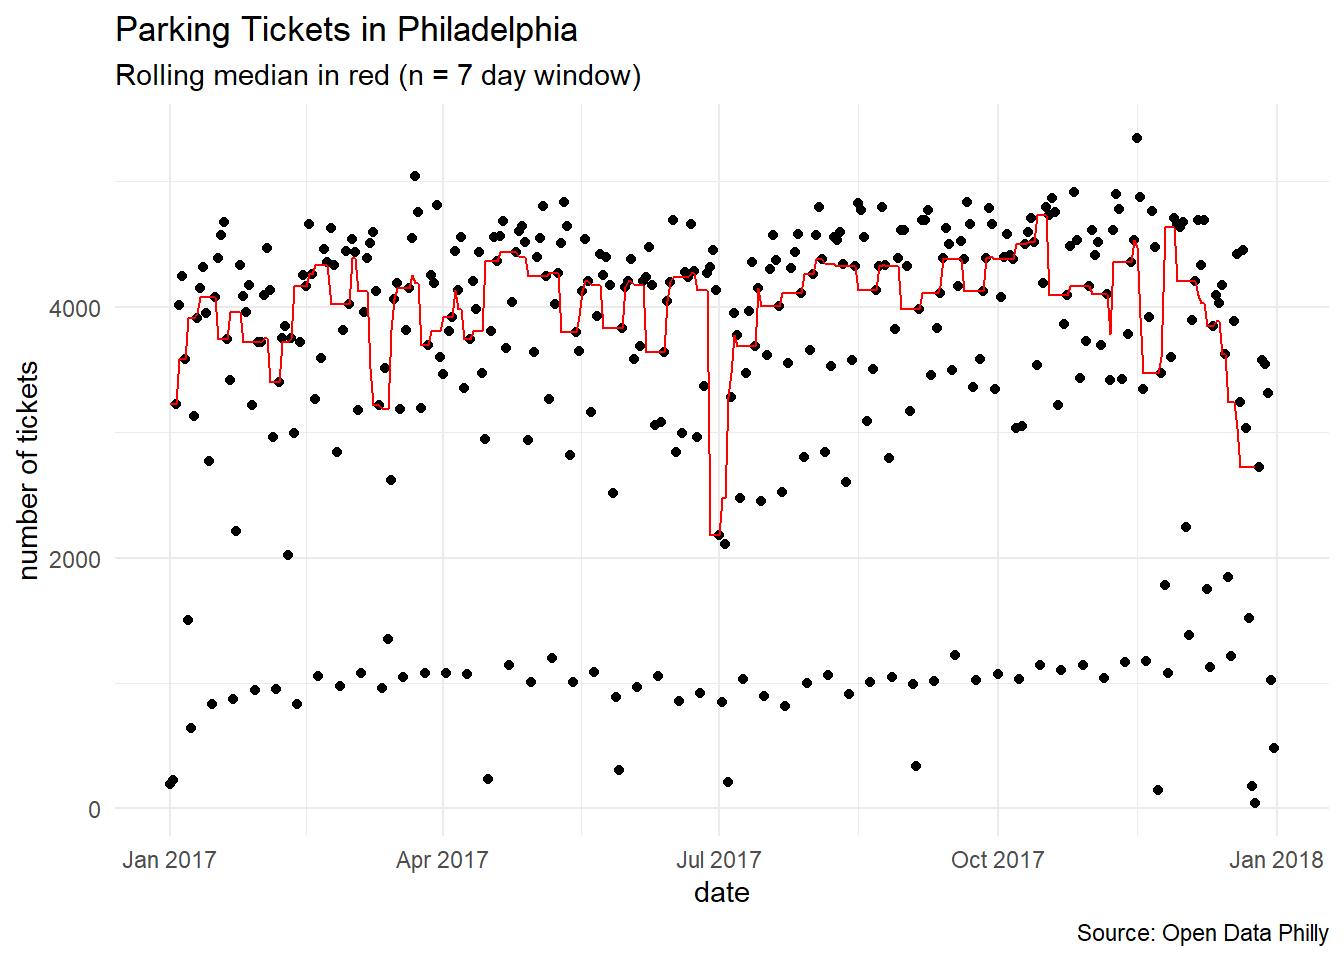 Parking Tickets in Philadelphia
Rolling median in red (n = 7 day window)
number of tickets
4000
2000
0
Jan 2017
Apr 2017
Jul 2017
Oct 2017
Jan 2018
date
Source: Open Data Philly